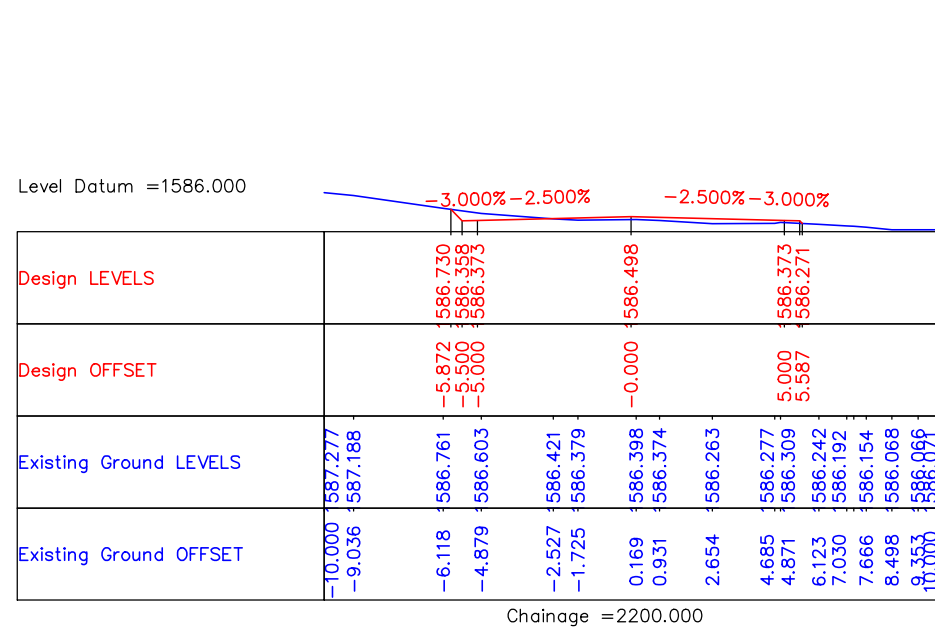 Level Datum =1586.000
-3.000% -2.500% -2.500% -3.000%
Design LEVELS 1586.730 1586.358 1586.373 1586.498 1586.373 1586.271
Design OFFSET -5.872 -5.500 -5.000 -0.000 5.000 5.587
Existing Ground LEVELS 1587.277 1587.188 1586.761 1586.603 1586.421 1586.379 1586.398 1586.374 1586.263 1586.277 1586.309 1586.242 1586.192 1586.154 1586.068 1586.066 1586.071
Existing Ground OFFSET -10.000 -9.036 -6.118 -4.879 -2.527 -1.725 0.169 0.931 2.654 4.685 4.871 6.123 7.030 7.666 8.498 9.353 10.000
Chainage =2200.000